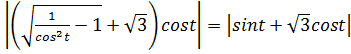 |(√(1/cos²t − 1) + √3) cost| = |sint + √3cost|